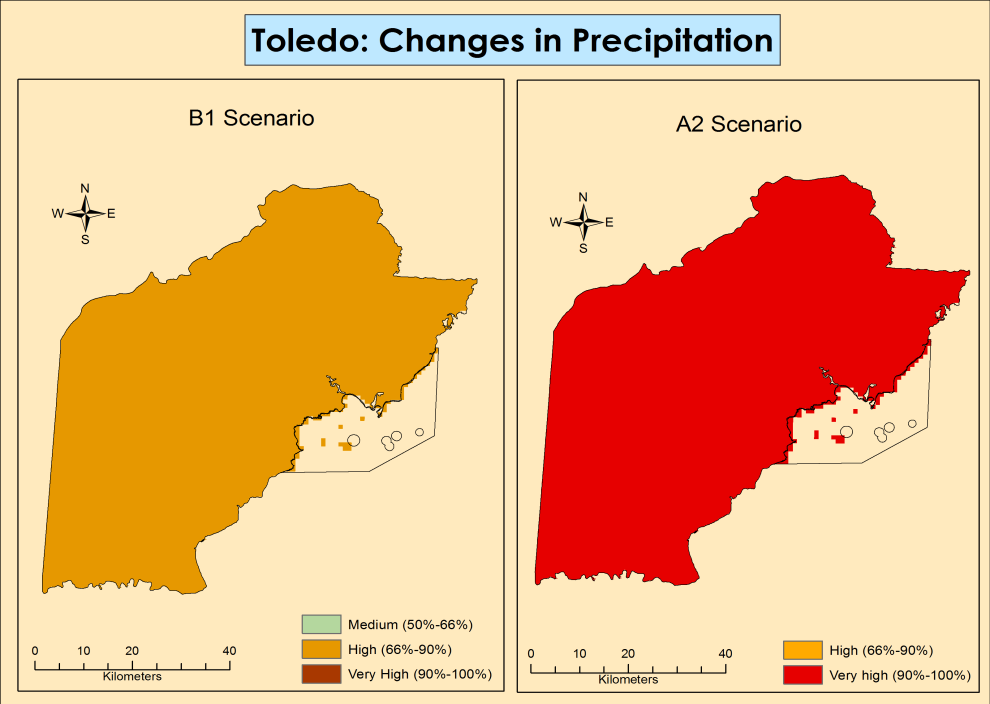 Toledo: Changes in Precipitation
B1 Scenario
N
W E
S
Medium (50%-66%)
High (66%-90%)
Very High (90%-100%)
0 10 20 40
Kilometers
A2 Scenario
N
W E
S
High (66%-90%)
Very high (90%-100%)
0 10 20 40
Kilometers